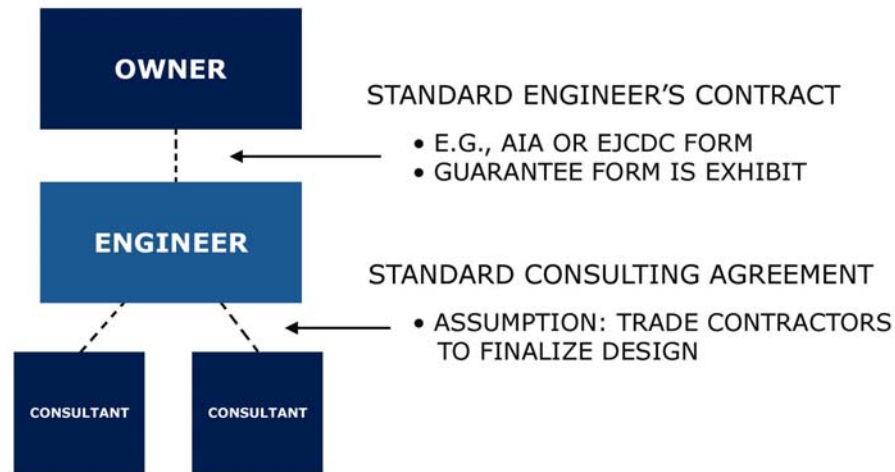 OWNER
STANDARD ENGINEER’S CONTRACT
• E.G., AIA OR EJCDC FORM
• GUARANTEE FORM IS EXHIBIT
ENGINEER
STANDARD CONSULTING AGREEMENT
• ASSUMPTION: TRADE CONTRACTORS
TO FINALIZE DESIGN
CONSULTANT
CONSULTANT